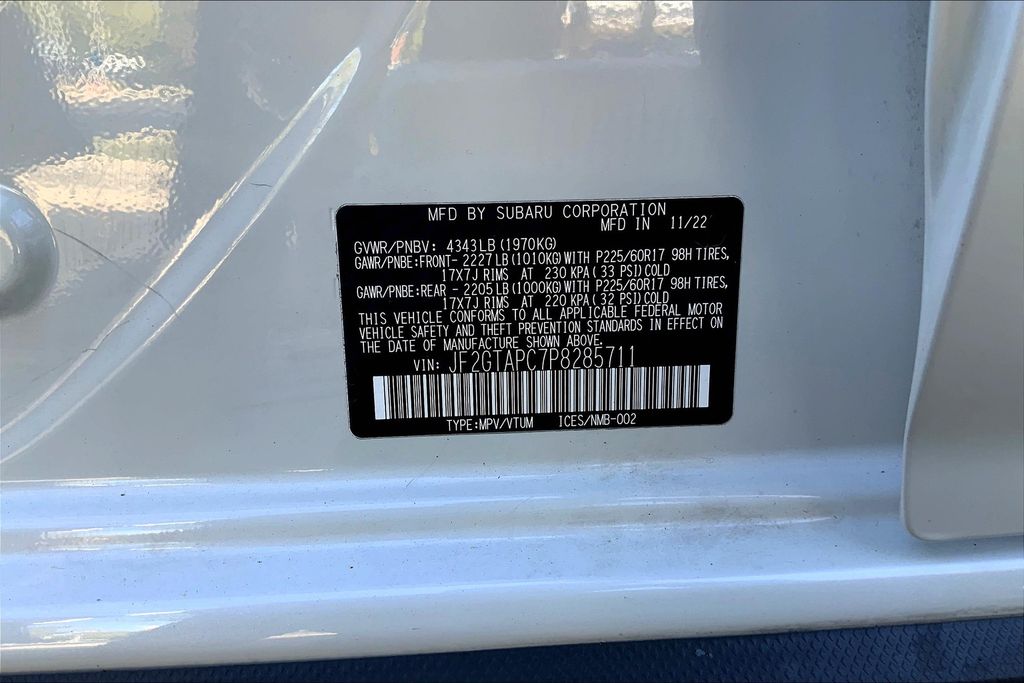 MFD BY SUBARU CORPORATION
MFD IN 11/22
GVWR/PNBV: 4343LB(1970KG)
GAWR/PNBE:FRONT- 2227LB(1010KG)WITH P225/60R17 98H TIRES,
17X7J RIMS AT 230 KPA( 33 PSI)COLD
GAWR/PNBE:REAR - 2205LB(1000KG)WITH P225/60R17 98H TIRES,
17X7J RIMS AT 220 KPA( 32 PSI)COLD
THIS VEHICLE CONFORMS TO ALL APPLICABLE FEDERAL MOTOR
VEHICLE SAFETY AND THEFT PREVENTION STANDARDS IN EFFECT ON
THE DATE OF MANUFACTURE SHOWN ABOVE.
VIN: JF2GTAPC7P8285711
TYPE:MPV/VTUM ICES/NMB-002